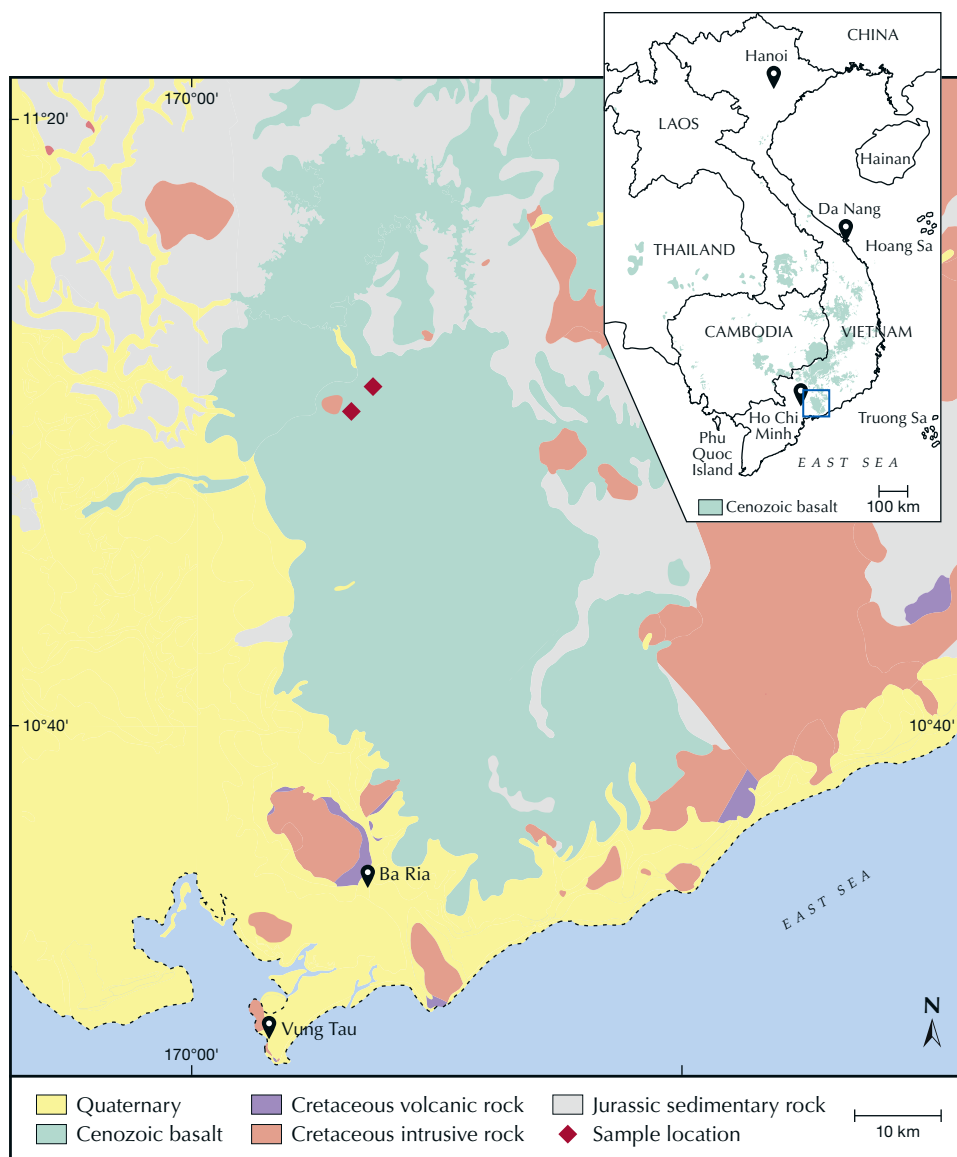 CHINA
Hanoi
LAOS
Hainan
Da Nang
Hoang Sa
THAILAND
CAMBODIA
VIETNAM
Ho Chi
Minh
Truong Sa
Phu
Quoc
Island
EAST SEA
Cenozoic basalt
100 km
170°00'
11°20'
10°40'
10°40'
Ba Ria
EAST SEA
Vung Tau
N
170°00'
Quaternary
Cretaceous volcanic rock
Jurassic sedimentary rock
Cenozoic basalt
Cretaceous intrusive rock
Sample location
10 km